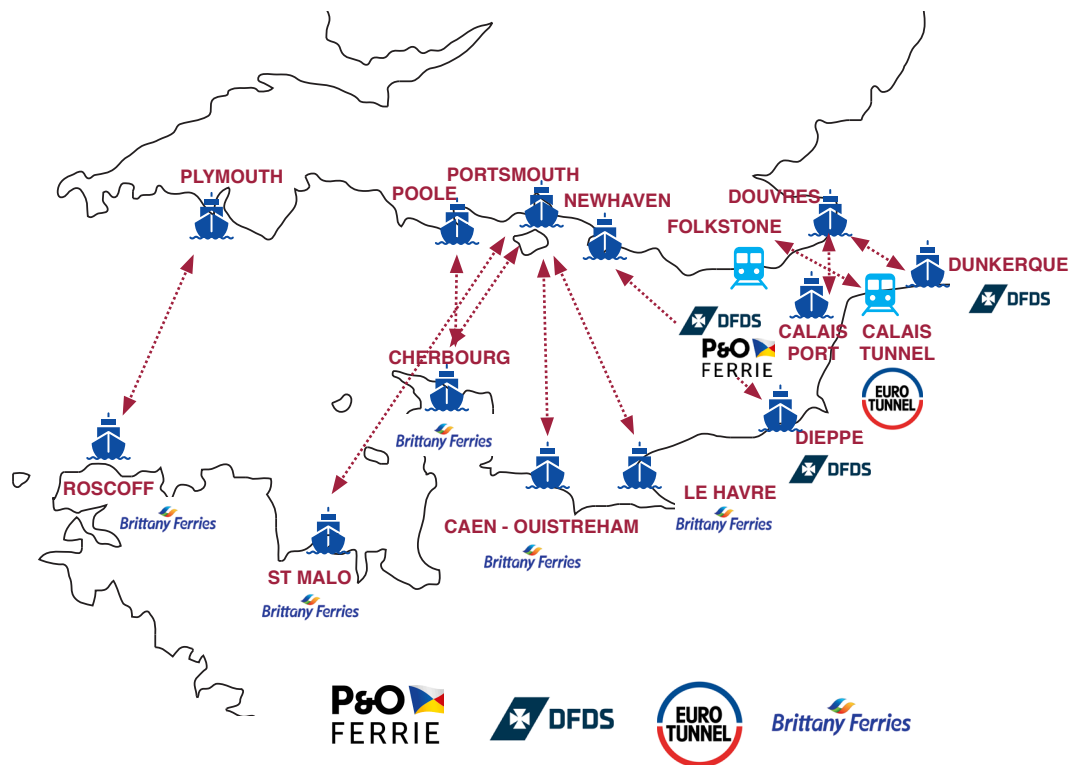 PLYMOUTH
PORTSMOUTH
POOLE
NEWHAVEN
DOUVRES
FOLKSTONE
DUNKERQUE
DFDS
DFDS
P&O
FERRIE
CALAIS
PORT
CALAIS
TUNNEL
EURO
TUNNEL
CHERBOURG
Brittany Ferries
DIEPPE
DFDS
ROSCOFF
Brittany Ferries
LE HAVRE
Brittany Ferries
CAEN - OUISTREHAM
Brittany Ferries
ST MALO
Brittany Ferries
P&O
FERRIE
DFDS
EURO
TUNNEL
Brittany Ferries